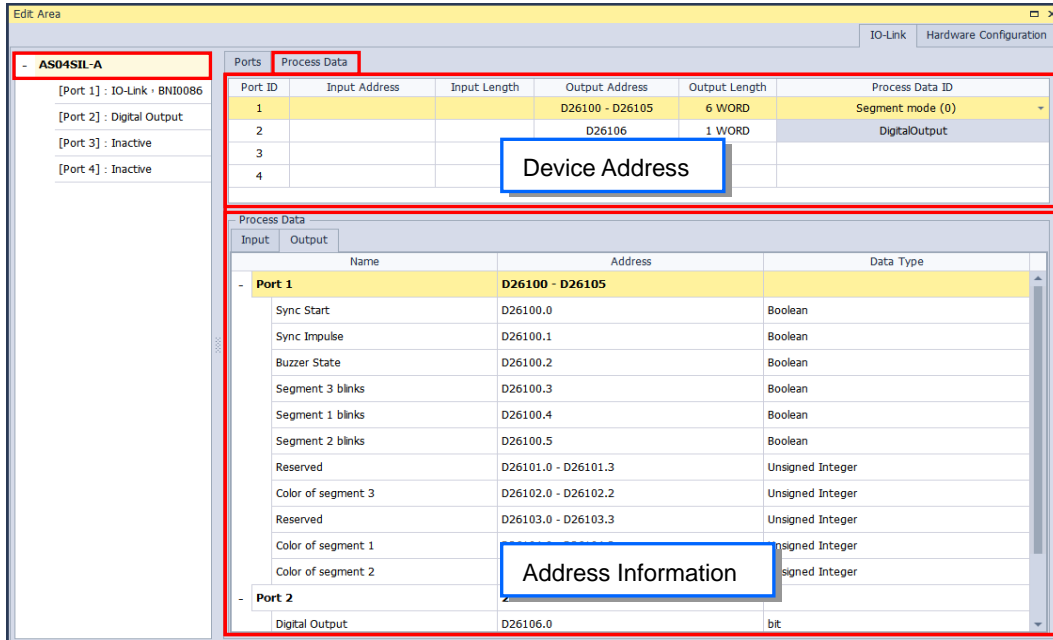 Edit Area
IO-Link Hardware Configuration
- AS04SIL-A
[Port 1] : IO-Link，BNI0086
[Port 2] : Digital Output
[Port 3] : Inactive
[Port 4] : Inactive
Ports Process Data
Port ID Input Address Input Length Output Address Output Length Process Data ID
1 D26100 - D26105 6 WORD Segment mode (0)
2 D26106 1 WORD DigitalOutput
3
4
Device Address
Process Data
Input Output
Name Address Data Type
- Port 1 D26100 - D26105
Sync Start D26100.0 Boolean
Sync Impulse D26100.1 Boolean
Buzzer State D26100.2 Boolean
Segment 3 blinks D26100.3 Boolean
Segment 1 blinks D26100.4 Boolean
Segment 2 blinks D26100.5 Boolean
Reserved D26101.0 - D26101.3 Unsigned Integer
Color of segment 3 D26102.0 - D26102.2 Unsigned Integer
Reserved D26103.0 - D26103.3 Unsigned Integer
Color of segment 1 Unsigned Integer
Color of segment 2 signed Integer
Address Information
- Port 2
Digital Output D26106.0 bit